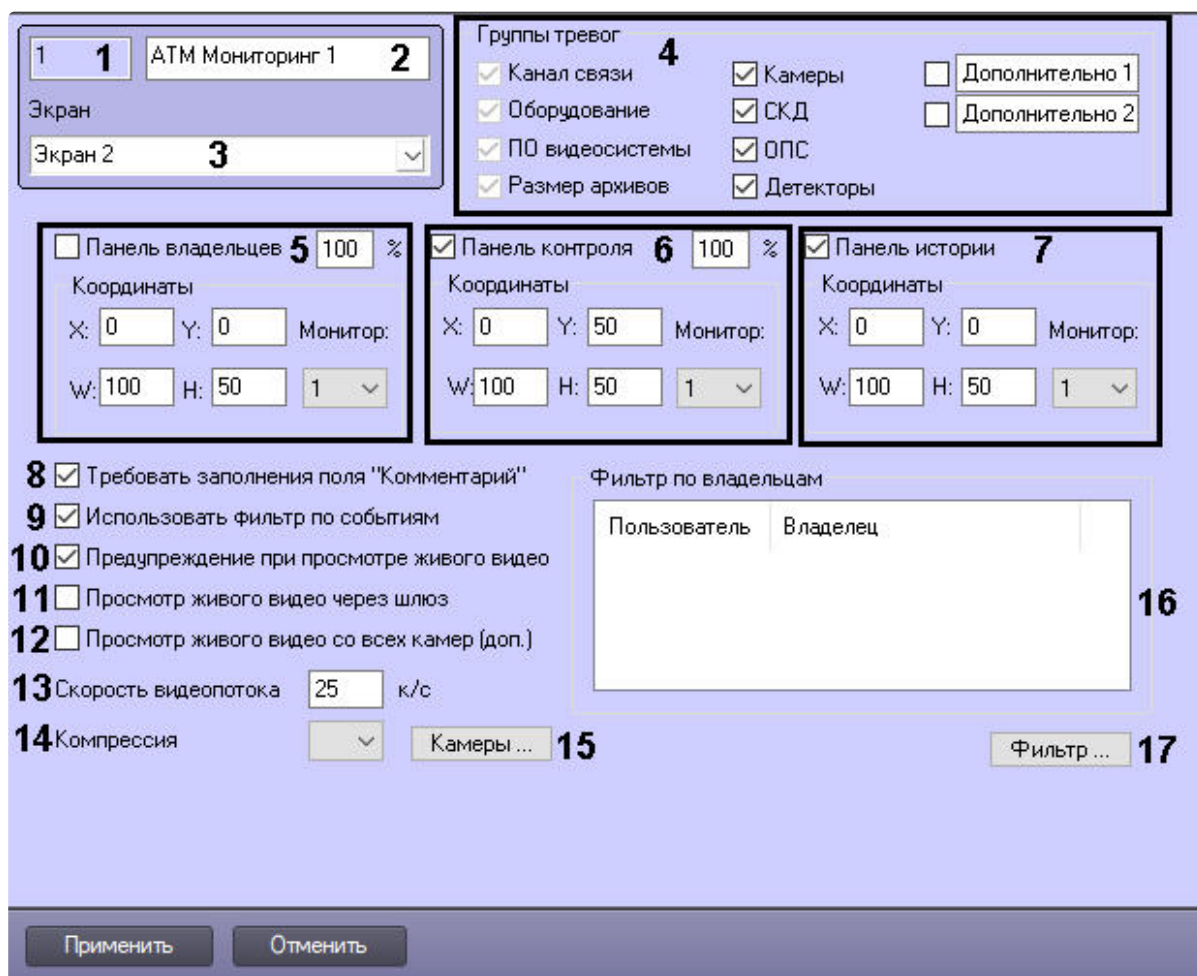 1 1 АТМ Мониторинг 1 2
Экран
Экран 2 3
Группы тревог 4
Канал связи Камеры Дополнительно 1
Оборудование СКД Дополнительно 2
ПО видеосистемы ОПС
Размер архивов Детекторы
Панель владельцев 5 100 %
Координаты
X: 0 Y: 0 Монитор:
W: 100 H: 50 1
Панель контроля 6 100 %
Координаты
X: 0 Y: 50 Монитор:
W: 100 H: 50 1
Панель истории 7
Координаты
X: 0 Y: 0 Монитор:
W: 100 H: 50 1
8 Требовать заполнения поля "Комментарий"
9 Использовать фильтр по событиям
10 Предупреждение при просмотре живого видео
11 Просмотр живого видео через шлюз
12 Просмотр живого видео со всех камер (доп.)
13 Скорость видеопотока 25 к/с
14 Компрессия Камеры ... 15
Фильтр по владельцам
Пользователь Владелец
16
Фильтр ... 17
Применить Отменить